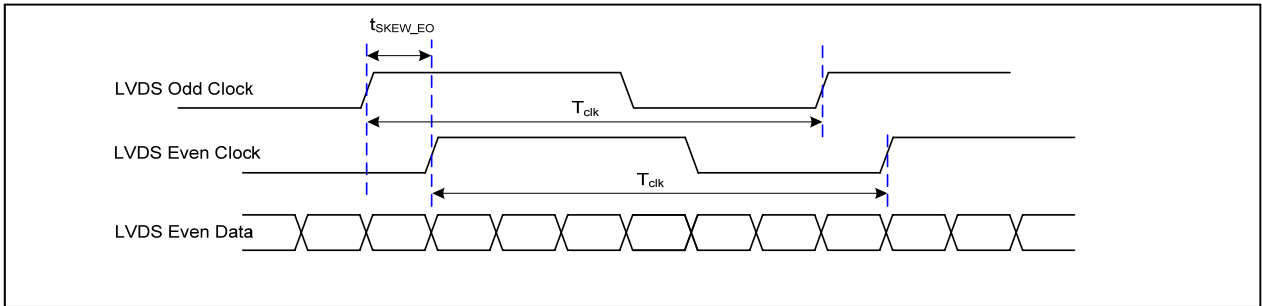 tSKEW_EO
LVDS Odd Clock
Tclk
LVDS Even Clock
Tclk
LVDS Even Data